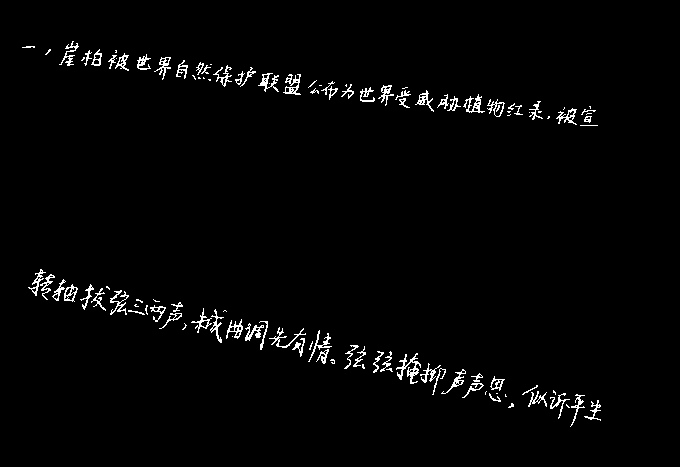 一，崖柏被世界自然保护联盟公布为世界受威胁植物红录，被宣
转轴拔弦三两声，未成曲调先有情。弦弦掩抑声声思，似诉平生